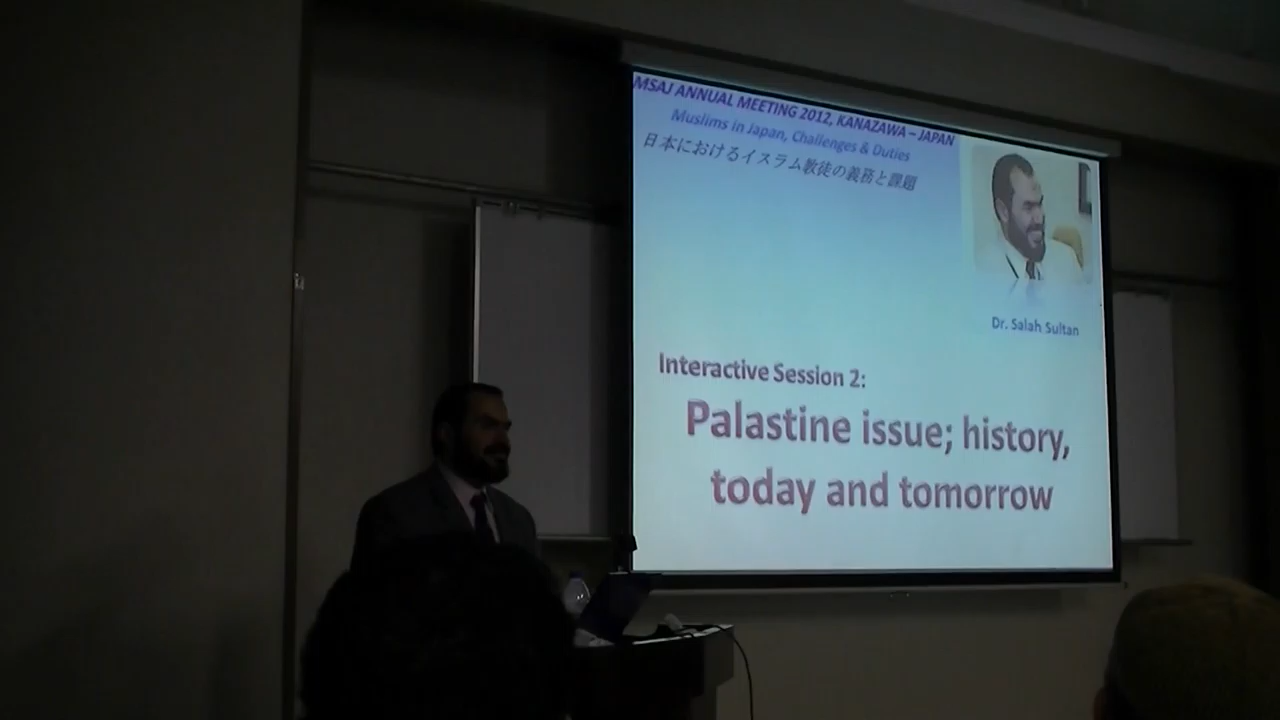 MSAJ ANNUAL MEETING 2012, KANAZAWA – JAPAN
Muslims in Japan, Challenges & Duties
日本におけるイスラム教徒の義務と課題
Dr. Salah Sultan
Interactive Session 2:
Palastine issue; history,
today and tomorrow